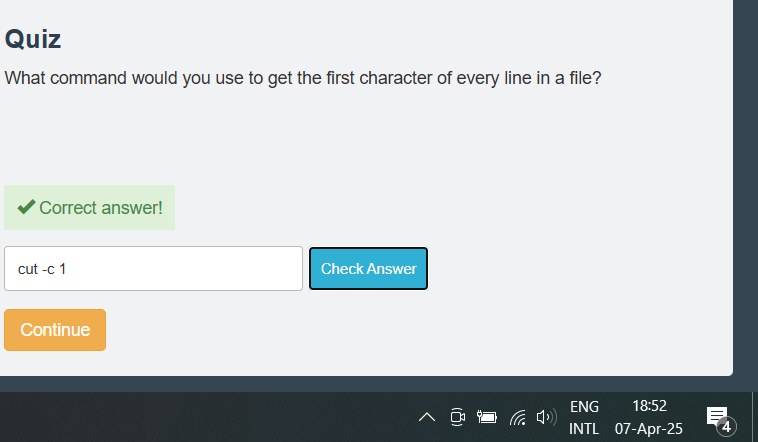 Quiz
What command would you use to get the first character of every line in a file?
Correct answer!
cut -c 1
Check Answer
Continue
ENG
18:52
INTL
07-Apr-25
4